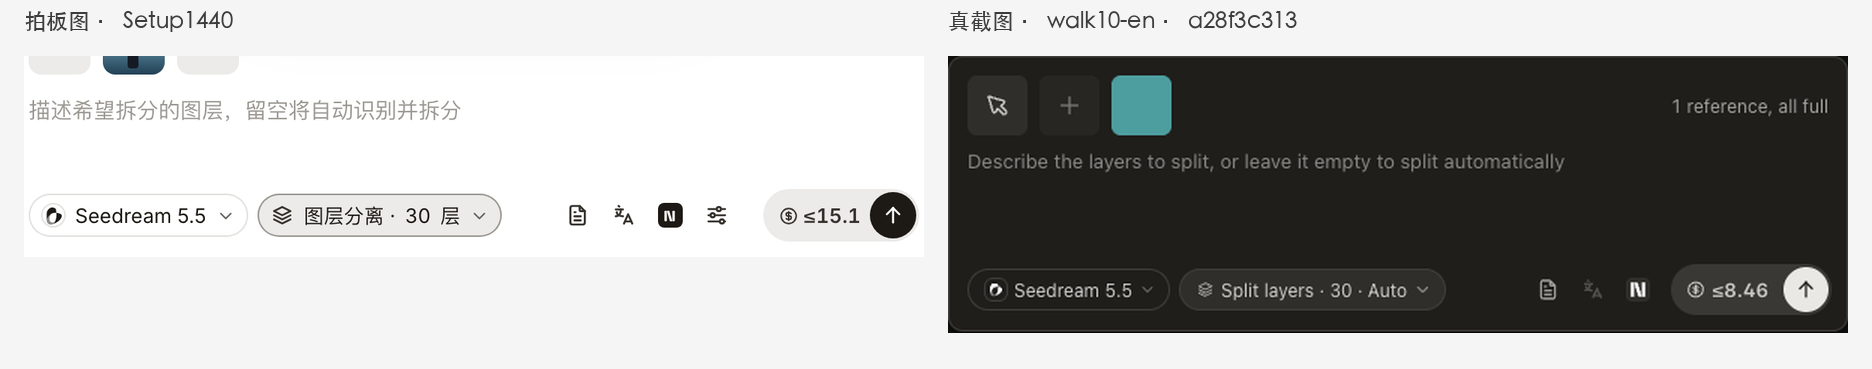 拍板图 · Setup1440
描述希望拆分的图层，留空将自动识别并拆分
Seedream 5.5
图层分离 · 30 层
≤15.1
真截图 · walk10-en · a28f3c313
1 reference, all full
Describe the layers to split, or leave it empty to split automatically
Seedream 5.5
Split layers · 30 · Auto
≤8.46